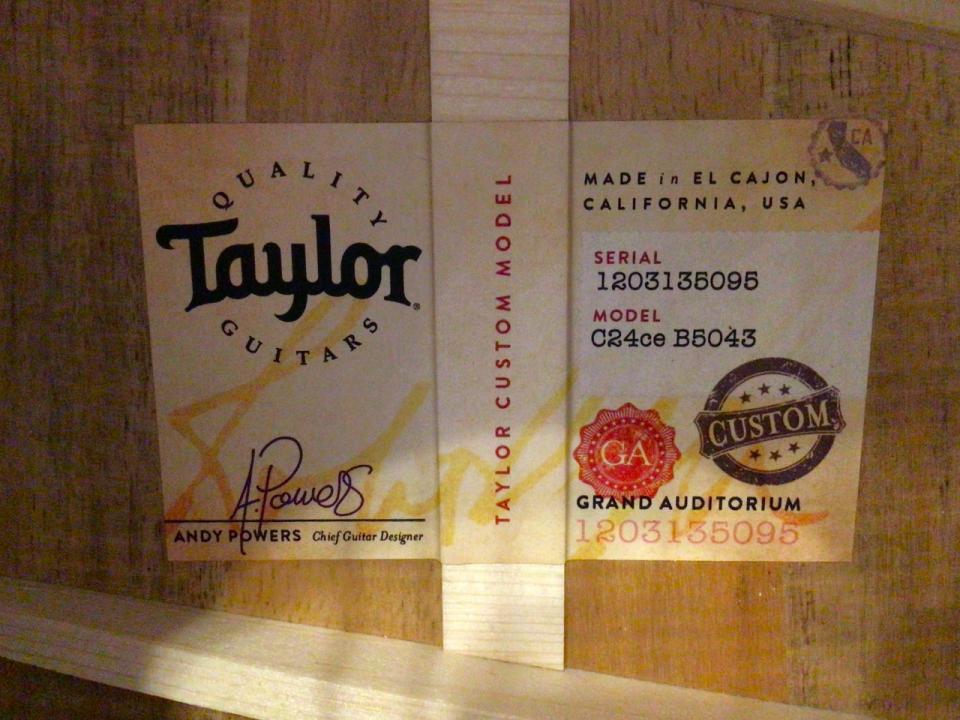 QUALITY
Taylor®
GUITARS
A.Powers
ANDY POWERS Chief Guitar Designer
TAYLOR CUSTOM MODEL
CA
MADE in EL CAJON,
CALIFORNIA, USA
SERIAL
1203135095
MODEL
C24ce B5043
CUSTOM
GA
GRAND AUDITORIUM
1203135095